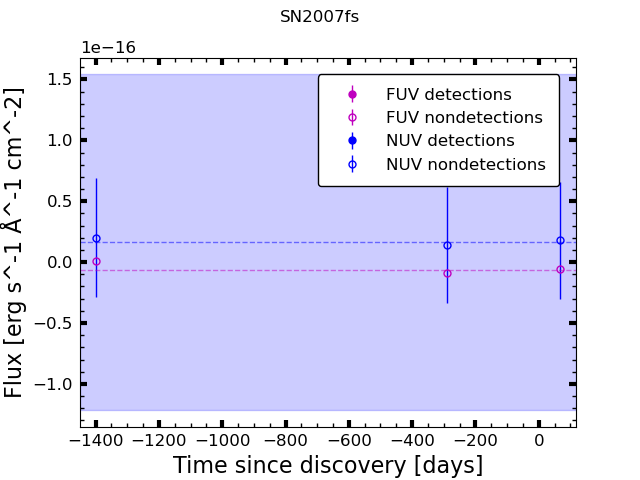 SN2007fs
1e−16
1.5
1.0
0.5
0.0
−0.5
−1.0
Flux [erg s^-1 Å^-1 cm^-2]
FUV detections
FUV nondetections
NUV detections
NUV nondetections
−1400 −1200 −1000 −800 −600 −400 −200 0
Time since discovery [days]